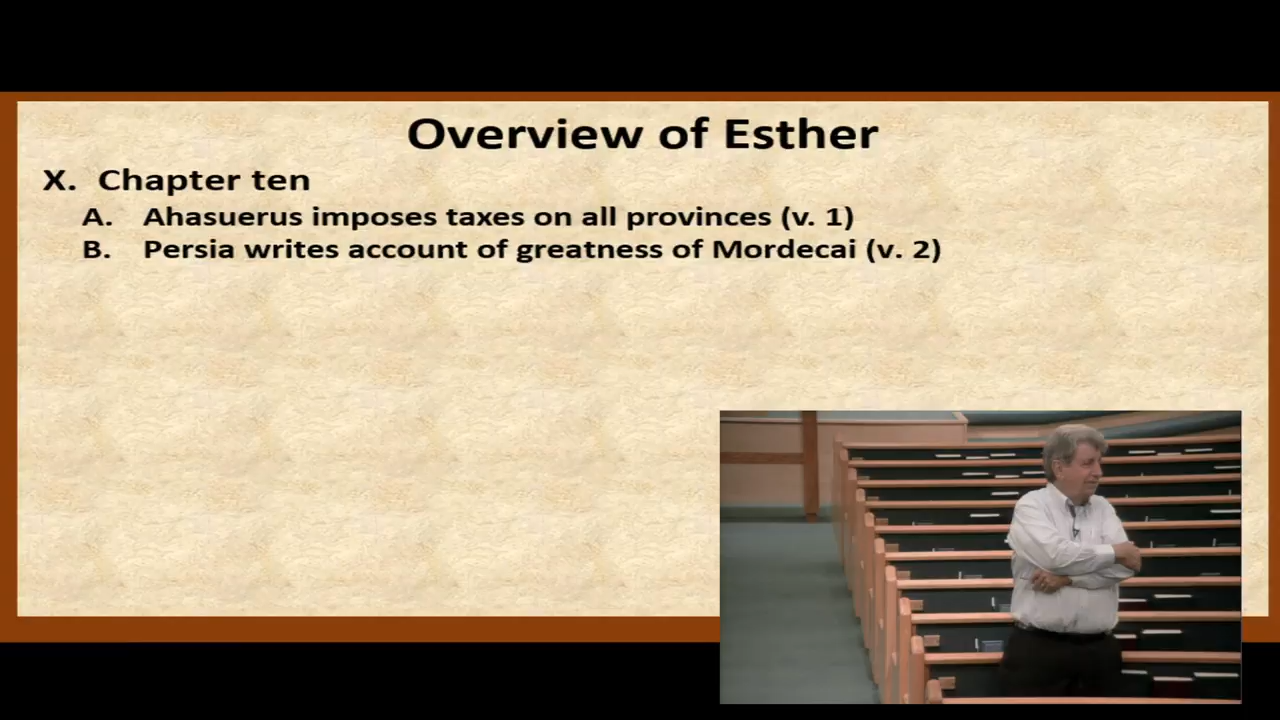 Overview of Esther
X. Chapter ten
A. Ahasuerus imposes taxes on all provinces (v. 1)
B. Persia writes account of greatness of Mordecai (v. 2)